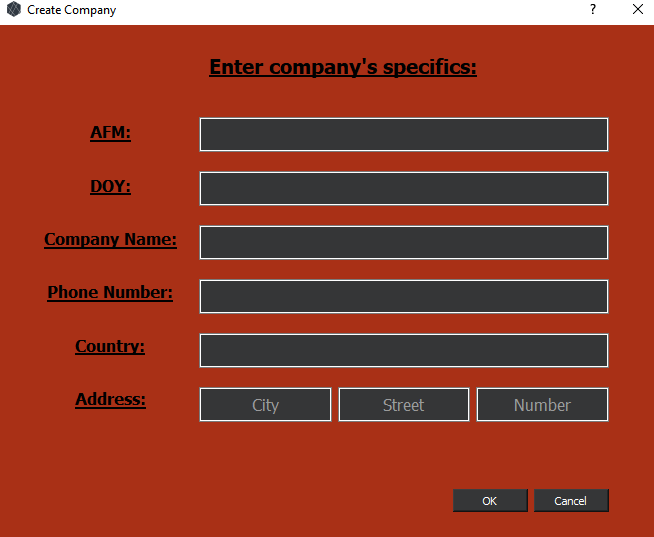 Create Company
?
Enter company's specifics:
AFM:
DOY:
Company Name:
Phone Number:
Country:
Address:
City Street Number
OK Cancel